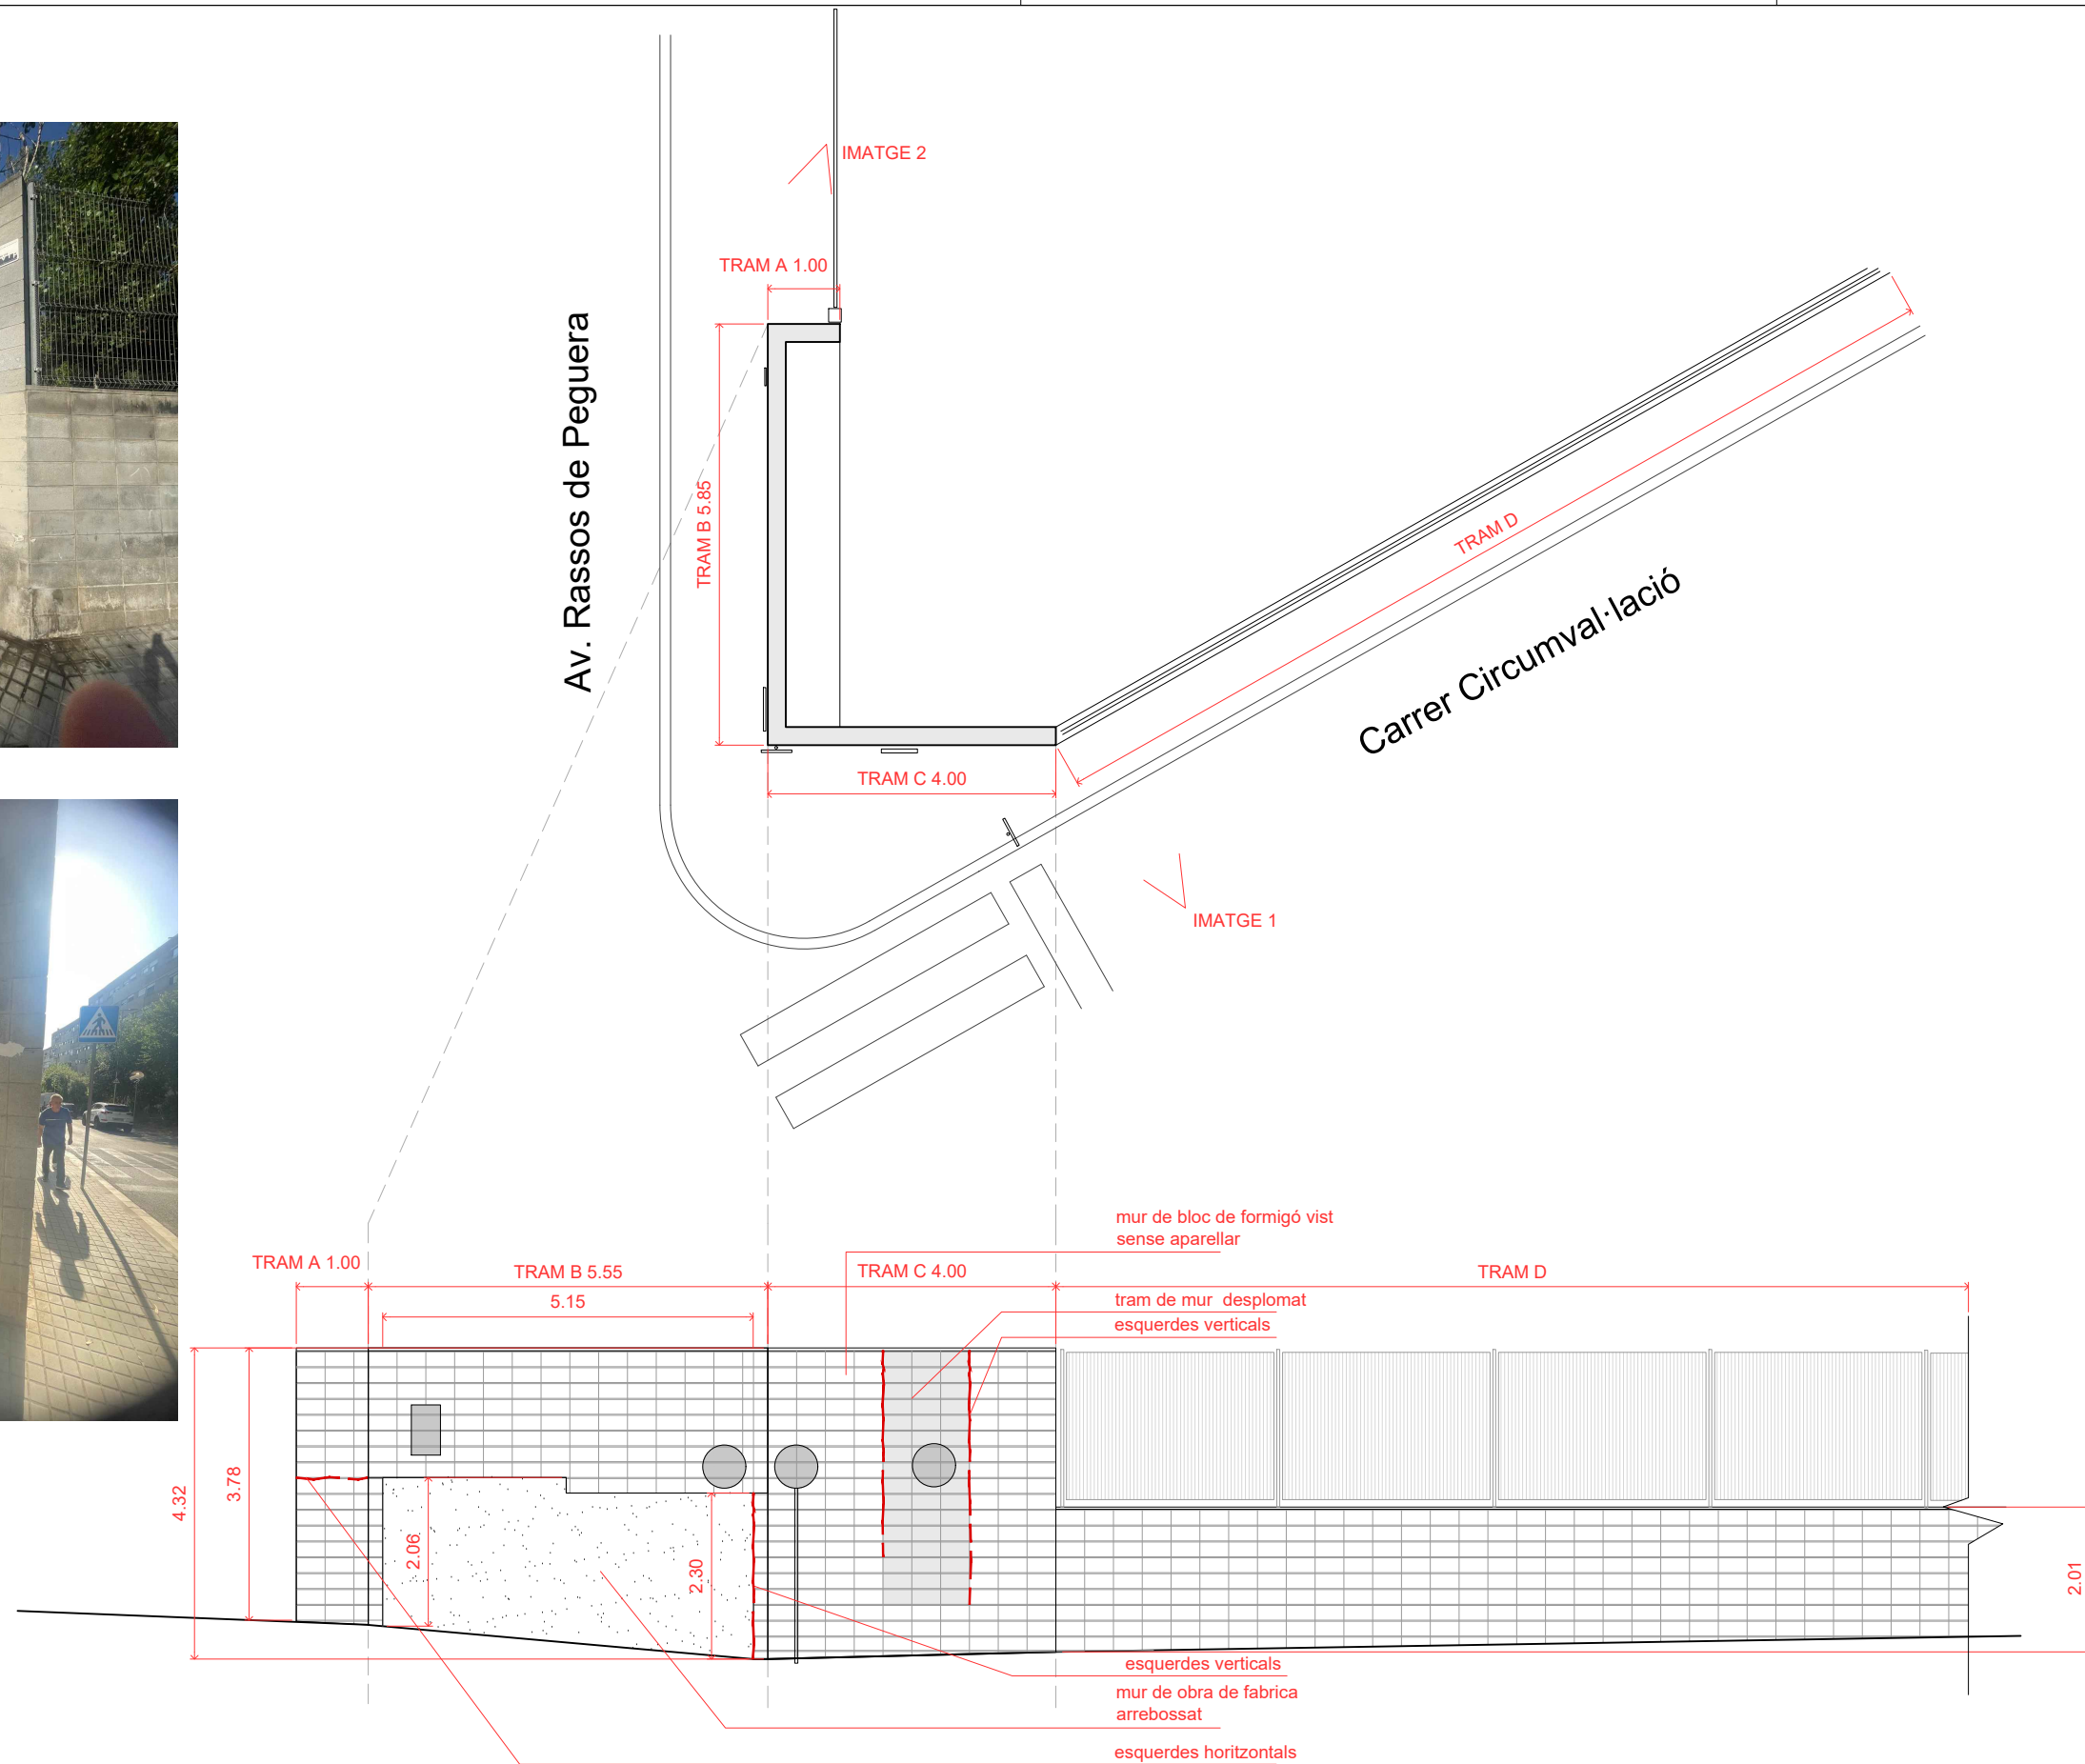 IMATGE 2
TRAM A 1.00
Av. Rassos de Peguera
TRAM B 5.85
TRAM D
Carrer Circumval·lació
TRAM C 4.00
IMATGE 1
mur de bloc de formigó vist
sense aparellar
TRAM A 1.00
TRAM B 5.55
TRAM C 4.00
TRAM D
5.15
tram de mur  desplomat
esquerdes verticals
4.32
3.78
2.06
2.30
2.01
esquerdes verticals
mur de obra de fabrica
arrebossat
esquerdes horitzontals